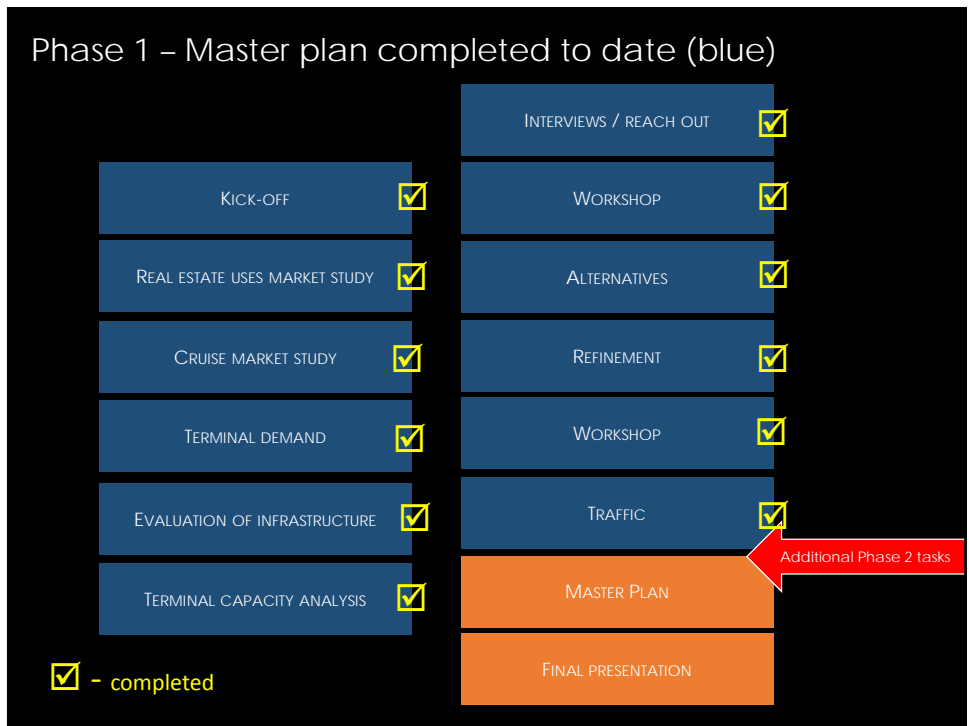 Phase 1 – Master plan completed to date (blue)
Kick-off
Real estate uses market study
Cruise market study
Terminal demand
Evaluation of infrastructure
Terminal capacity analysis
Interviews / reach out
Workshop
Alternatives
Refinement
Workshop
Traffic
Additional Phase 2 tasks
Master Plan
Final presentation
☑ - completed